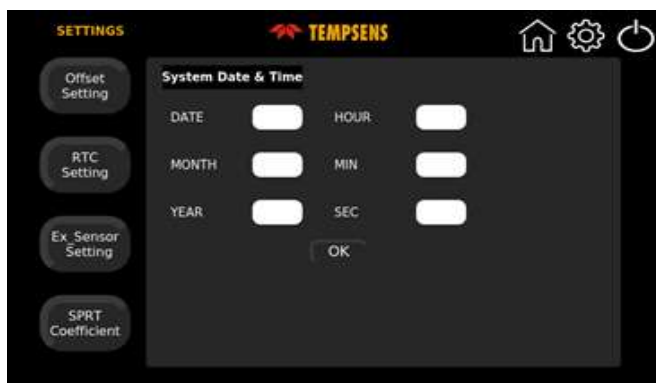 SETTINGS
TEMPSENS
Offset
Setting
System Date & Time
DATE
HOUR
RTC
Setting
MONTH
MIN
YEAR
SEC
Ex_Sensor
Setting
OK
SPRT
Coefficient